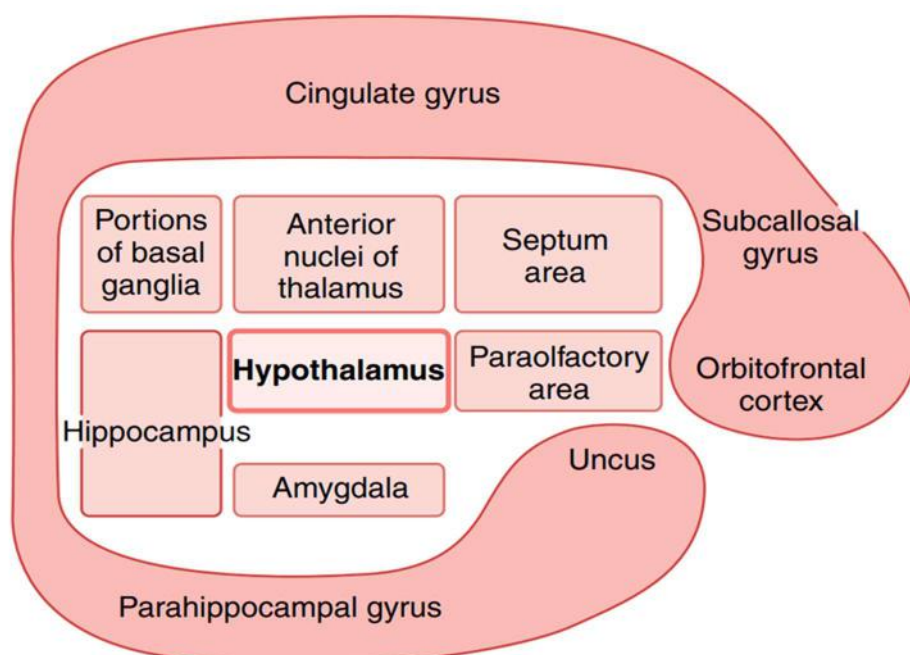 Cingulate gyrus
Portions
of basal
ganglia
Anterior
nuclei of
thalamus
Septum
area
Subcallosal
gyrus
Hypothalamus
Paraolfactory
area
Orbitofrontal
cortex
Hippocampus
Amygdala
Uncus
Parahippocampal gyrus